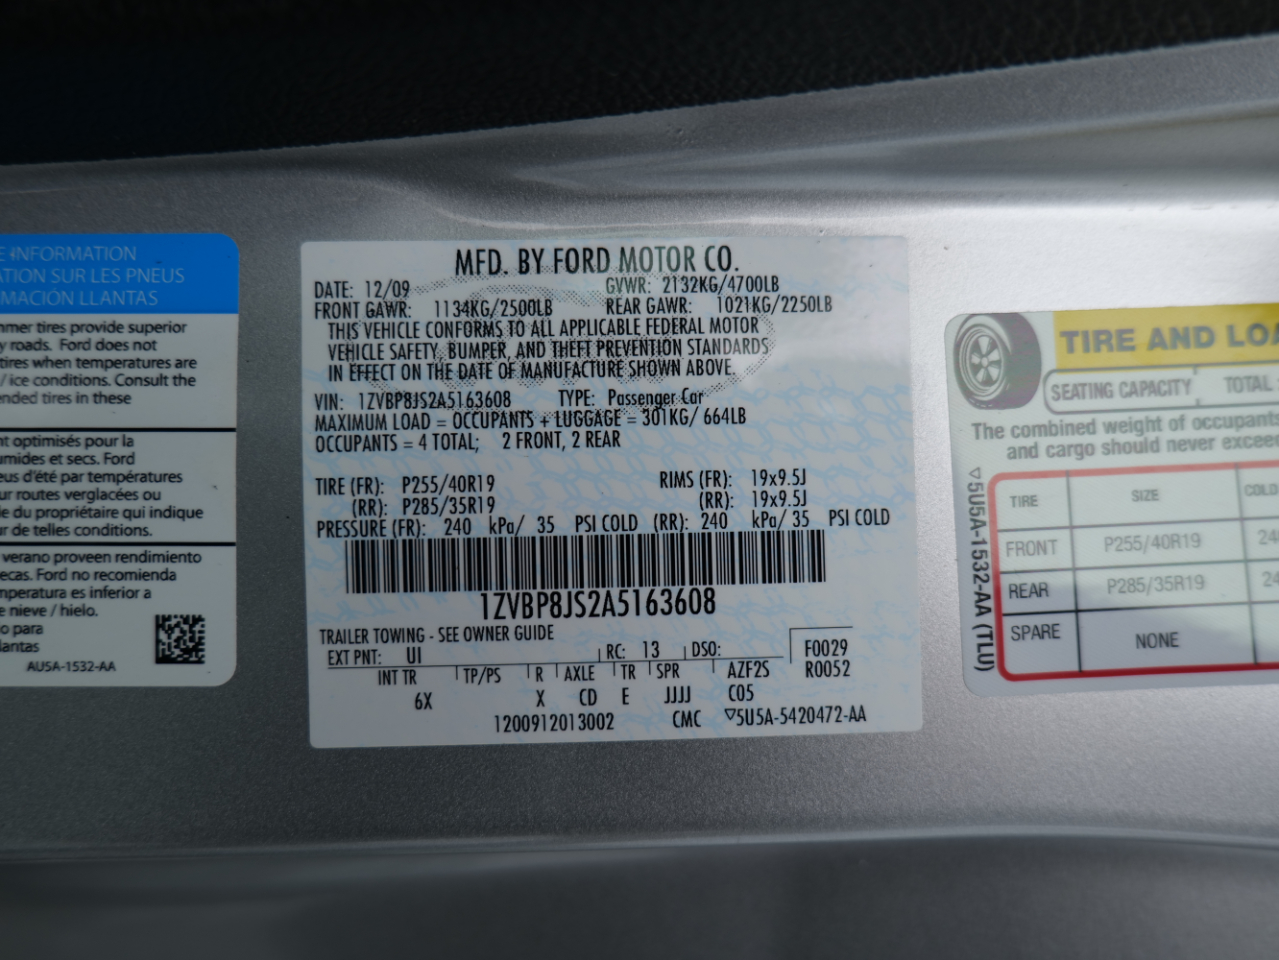 E INFORMATION
ATION SUR LES PNEUS
MACIÓN LLANTAS
mmer tires provide superior
y roads. Ford does not
tires when temperatures are
/ ice conditions. Consult the
ended tires in these
nt optimisés pour la
umides et secs. Ford
eus d'été par températures
ur routes verglacées ou
le du propriétaire qui indique
r de telles conditions.
verano proveen rendimiento
ecas. Ford no recomienda
mperatura es inferior a
e nieve / hielo.
o para
lantas
AU5A-1532-AA
MFD. BY FORD MOTOR CO.
DATE: 12/09 GVWR: 2132KG/4700LB
FRONT GAWR: 1134KG/2500LB REAR GAWR: 1021KG/2250LB
THIS VEHICLE CONFORMS TO ALL APPLICABLE FEDERAL MOTOR
VEHICLE SAFETY, BUMPER, AND THEFT PREVENTION STANDARDS
IN EFFECT ON THE DATE OF MANUFACTURE SHOWN ABOVE.
VIN: 1ZVBP8JS2A5163608 TYPE: Passenger Car
MAXIMUM LOAD = OCCUPANTS + LUGGAGE = 301KG/ 664LB
OCCUPANTS = 4 TOTAL; 2 FRONT, 2 REAR
TIRE (FR): P255/40R19 RIMS (FR): 19x9.5J
(RR): P285/35R19 (RR): 19x9.5J
PRESSURE (FR): 240 kPa/ 35 PSI COLD (RR): 240 kPa/ 35 PSI COLD
1ZVBP8JS2A5163608
TRAILER TOWING - SEE OWNER GUIDE
EXT PNT: UI RC: 13 DSO: F0029
INT TR TP/PS R AXLE TR SPR AZF2S R0052
6X X CD E JJJJ C05
1200912013002 CMC ▽5U5A-5420472-AA
TIRE AND LOA
SEATING CAPACITY TOTAL
The combined weight of occupants
and cargo should never excee
TIRE SIZE COLD
FRONT P255/40R19 24
REAR P285/35R19 24
SPARE NONE
▽5U5A-1532-AA (TLU)